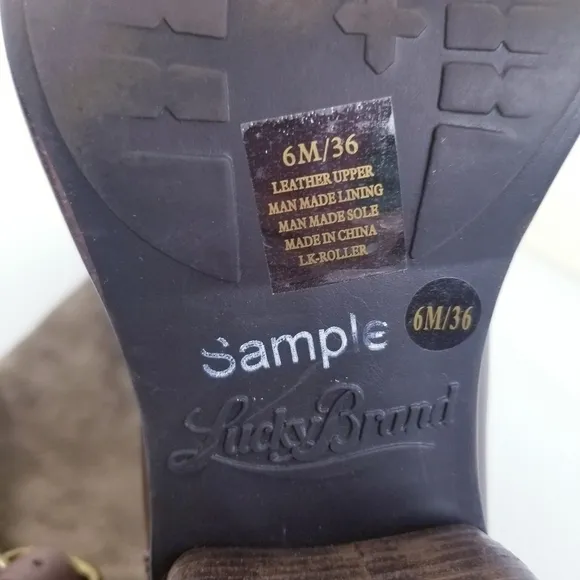 6M/36
LEATHER UPPER
MAN MADE LINING
MAN MADE SOLE
MADE IN CHINA
LK-ROLLER
6M/36
Sample
Lucky Brand